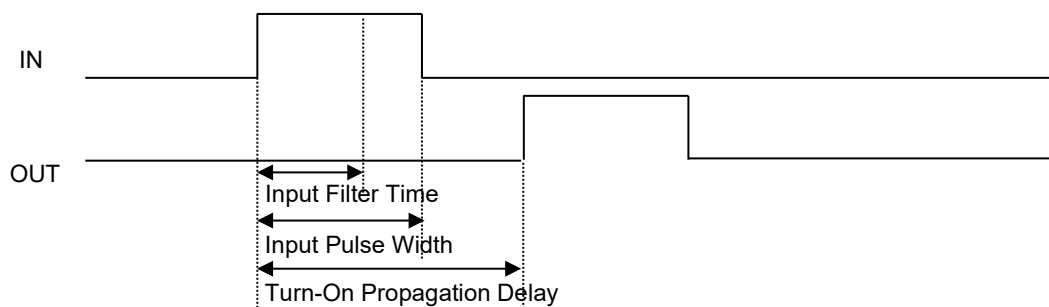 IN
OUT
Input Filter Time
Input Pulse Width
Turn-On Propagation Delay